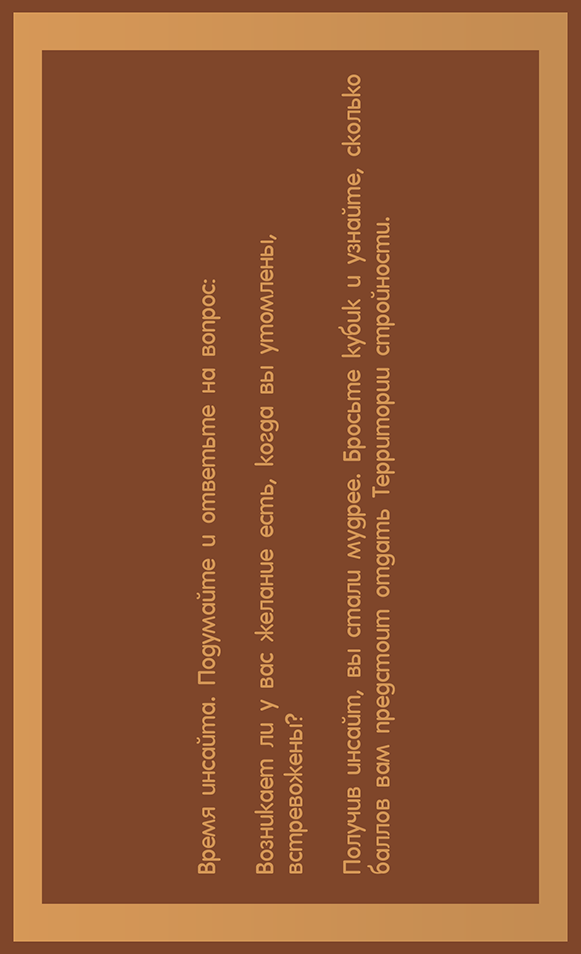 Время инсайта. Подумайте и ответьте на вопрос:
Возникает ли у вас желание есть, когда вы утомлены,
встревожены?
Получив инсайт, вы стали мудрее. Бросьте кубик и узнайте, сколько
баллов вам предстоит отдать Территории стройности.